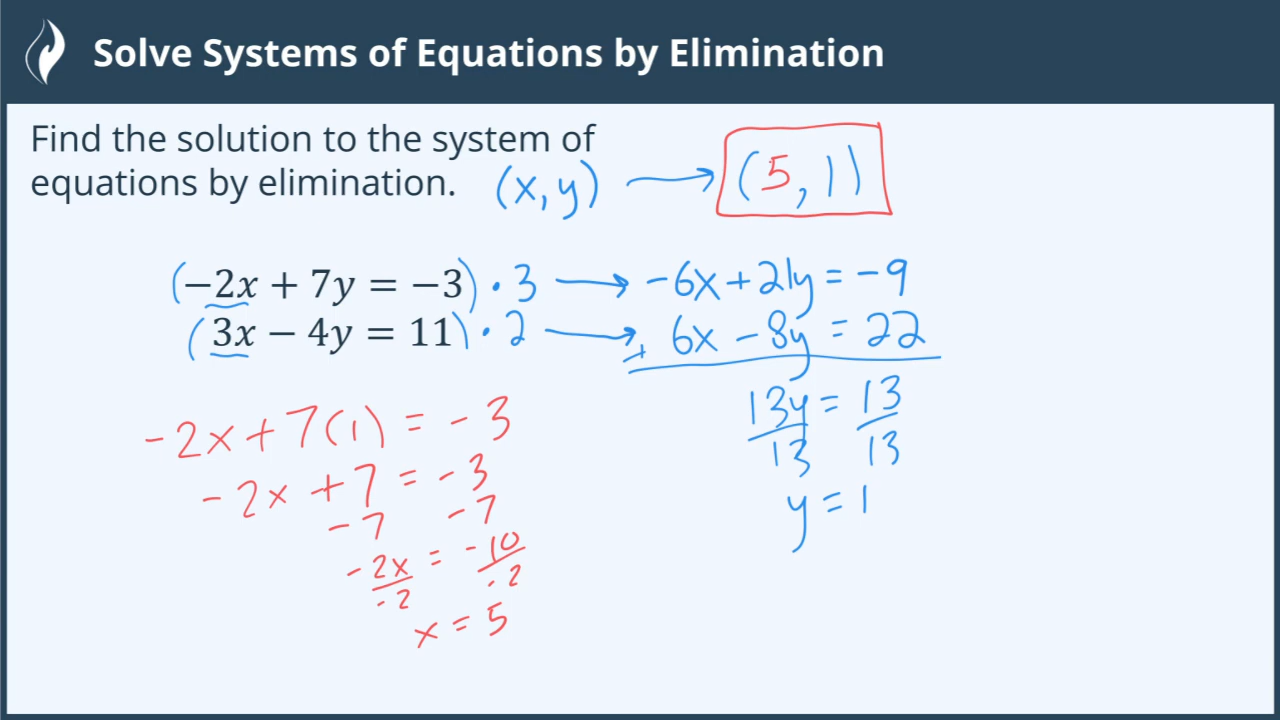 Solve Systems of Equations by Elimination
Find the solution to the system of
equations by elimination. (x, y) → (5, 1)
(−2x + 7y = −3) · 3 → -6x + 21y = -9
(3x − 4y = 11) · 2 → + 6x - 8y = 22
13y = 13
13 13
y = 1
-2x + 7(1) = -3
-2x + 7 = -3
-7 -7
-2x = -10
-2 -2
x = 5